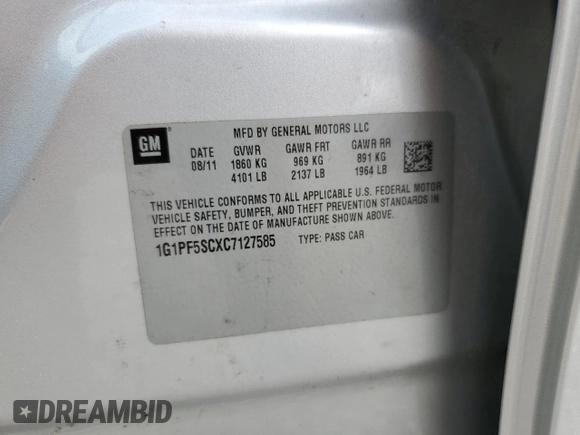 GM
MFD BY GENERAL MOTORS LLC
DATE GVWR GAWR FRT GAWR RR
08/11 1860 KG 969 KG 891 KG
4101 LB 2137 LB 1964 LB
THIS VEHICLE CONFORMS TO ALL APPLICABLE U.S. FEDERAL MOTOR
VEHICLE SAFETY, BUMPER, AND THEFT PREVENTION STANDARDS IN
EFFECT ON THE DATE OF MANUFACTURE SHOWN ABOVE.
1G1PF5SCXC7127585 TYPE: PASS CAR
DREAMBID